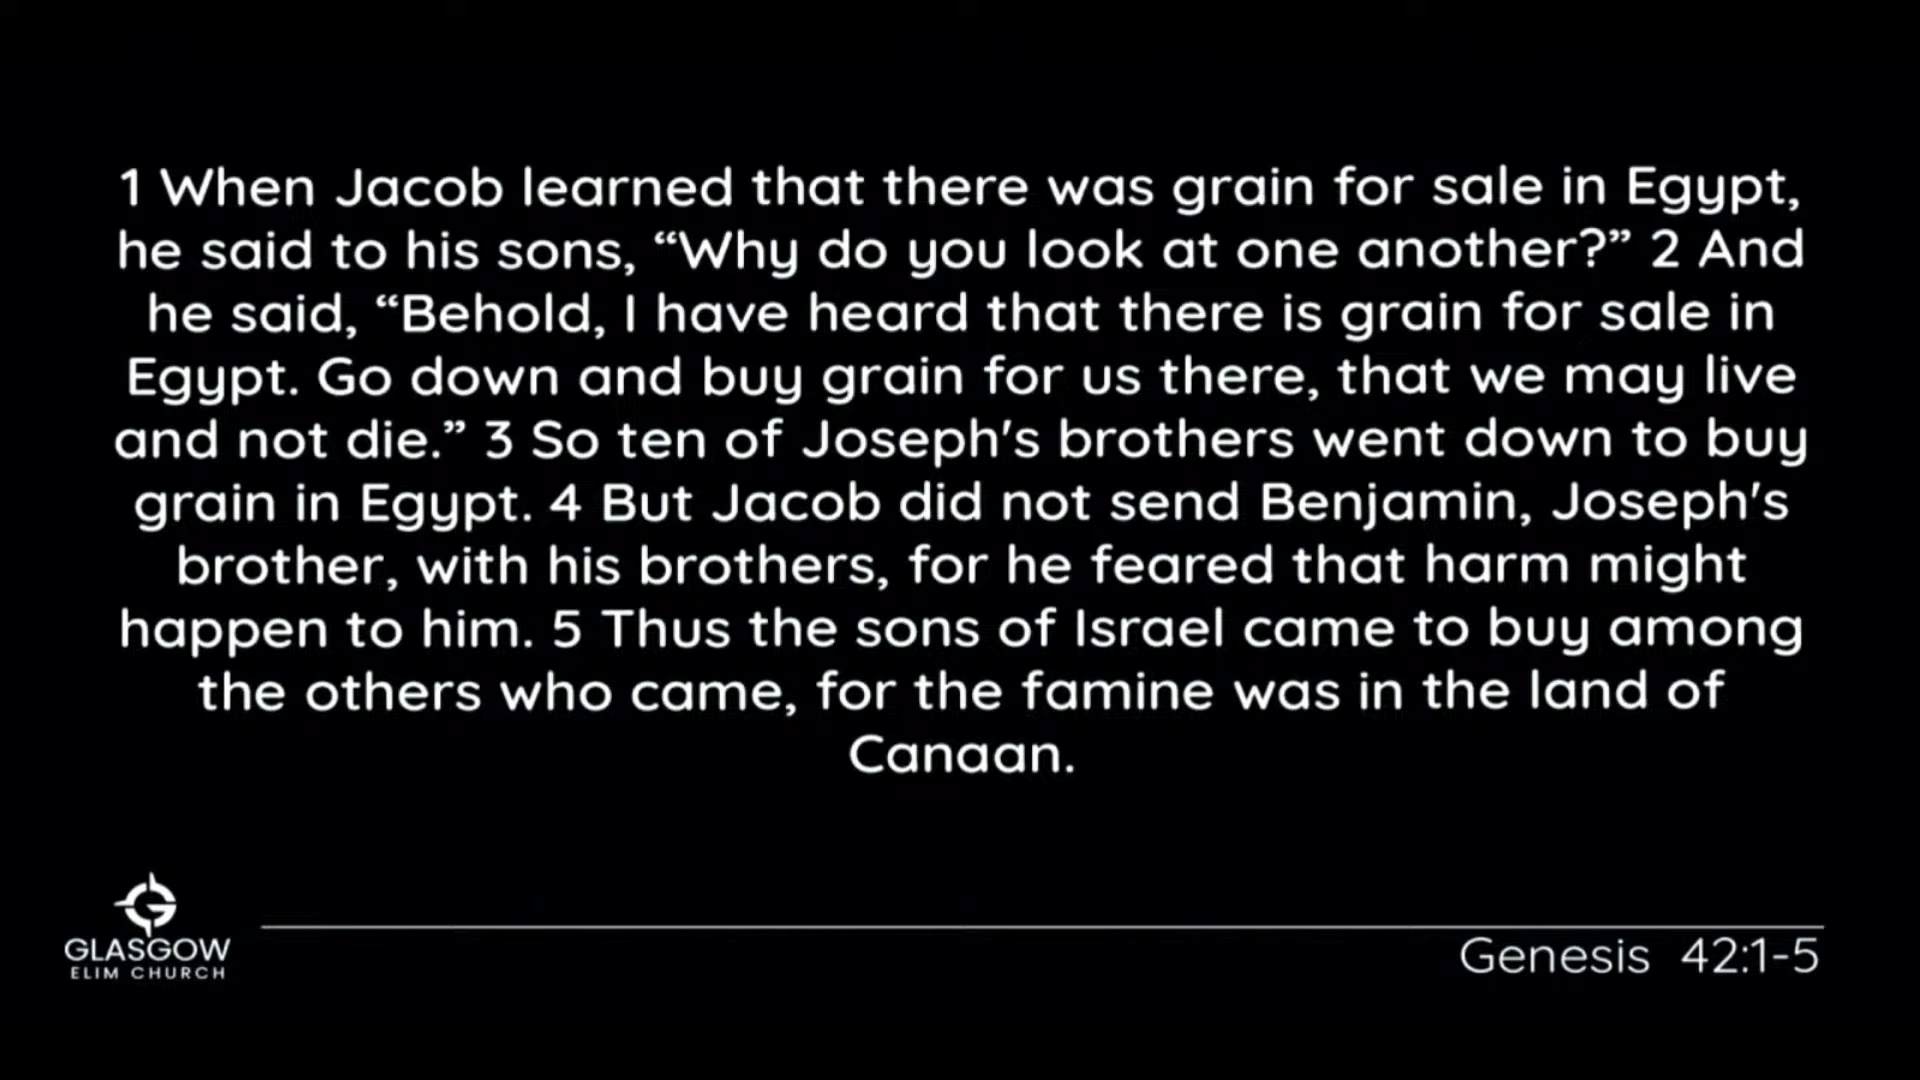 1 When Jacob learned that there was grain for sale in Egypt,
he said to his sons, “Why do you look at one another?” 2 And
he said, “Behold, I have heard that there is grain for sale in
Egypt. Go down and buy grain for us there, that we may live
and not die.” 3 So ten of Joseph's brothers went down to buy
grain in Egypt. 4 But Jacob did not send Benjamin, Joseph's
brother, with his brothers, for he feared that harm might
happen to him. 5 Thus the sons of Israel came to buy among
the others who came, for the famine was in the land of
Canaan.
GLASGOW
ELIM CHURCH
Genesis 42:1-5